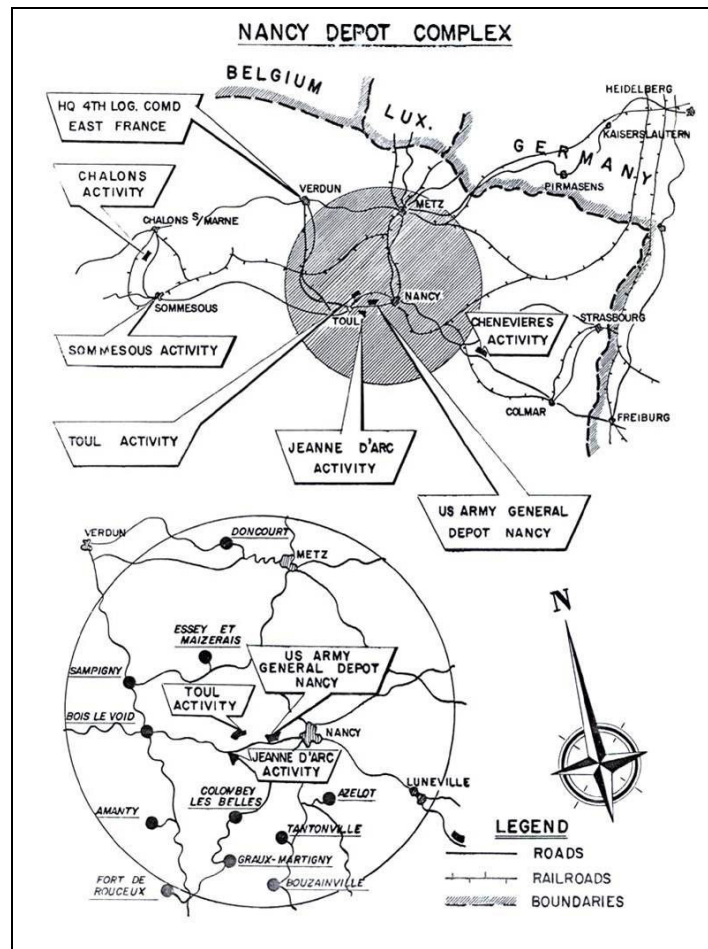 NANCY DEPOT COMPLEX
BELGIUM
LUX.
GERMANY
HEIDELBERG
KAISERSLAUTERN
PIRMASENS
HQ 4TH LOG. COMD
EAST FRANCE
CHALONS
ACTIVITY
VERDUN
METZ
CHALONS S/MARNE
SOMMESOUS
NANCY
TOUL
CHENEVIERES
ACTIVITY
STRASBOURG
SOMMESOUS ACTIVITY
COLMAR
FREIBURG
TOUL ACTIVITY
JEANNE D'ARC
ACTIVITY
US ARMY GENERAL
DEPOT NANCY
VERDUN
DONCOURT
METZ
ESSEY ET
MAIZERAIS
US ARMY
GENERAL DEPOT
NANCY
SAMPIGNY
TOUL
ACTIVITY
BOIS LE VOID
NANCY
JEANNE D'ARC
ACTIVITY
LUNEVILLE
COLOMBEY
LES BELLES
AZELOT
AMANTY
TANTONVILLE
GRAUX-MARTIGNY
FORT DE
ROUCEUX
BOUZAINVILLE
N
LEGEND
ROADS
RAILROADS
BOUNDARIES